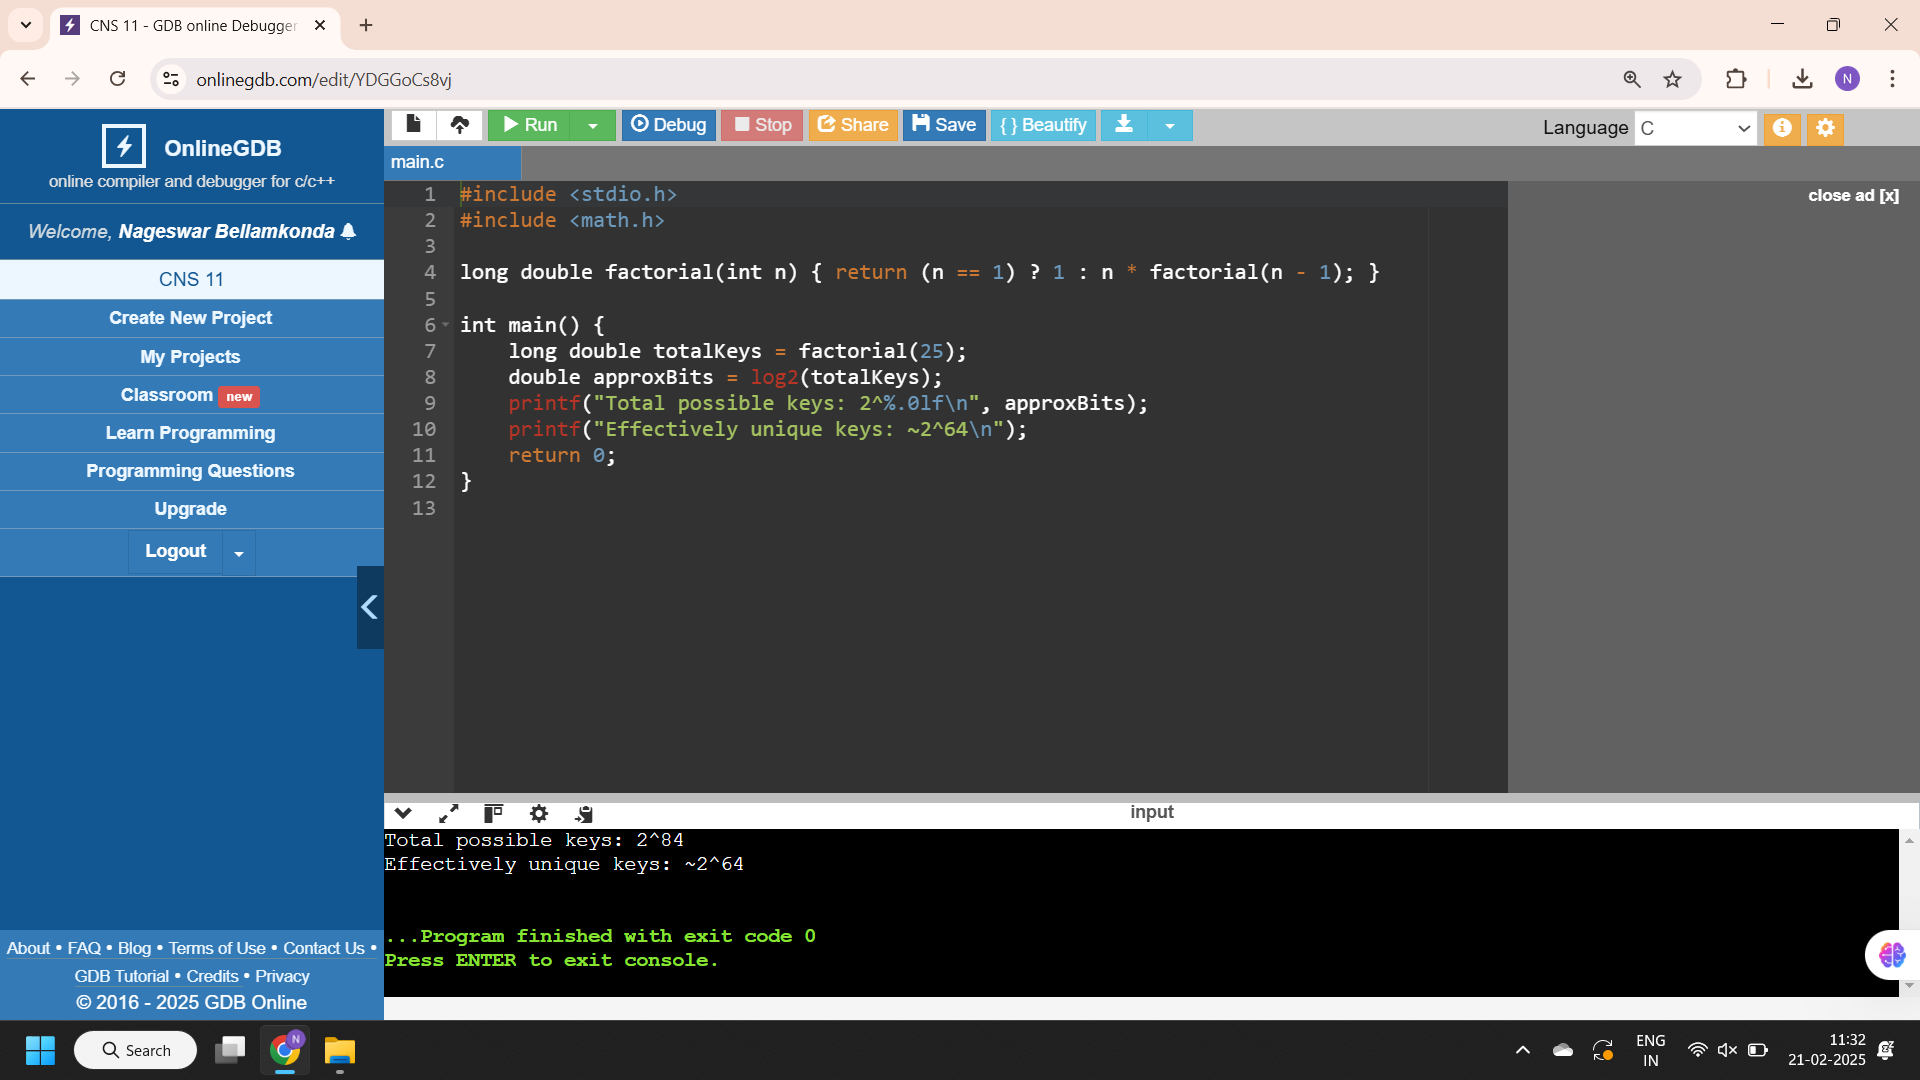 CNS 11 - GDB online Debugger
onlinegdb.com/edit/YDGGoCs8vj
N
OnlineGDB
online compiler and debugger for c/c++
Welcome, Nageswar Bellamkonda
CNS 11
Create New Project
My Projects
Classroom new
Learn Programming
Programming Questions
Upgrade
Logout
About • FAQ • Blog • Terms of Use • Contact Us •
GDB Tutorial • Credits • Privacy
© 2016 - 2025 GDB Online
Run Debug Stop Share Save { } Beautify
Language C
main.c
close ad [x]
1 #include <stdio.h>
2 #include <math.h>
3
4 long double factorial(int n) { return (n == 1) ? 1 : n * factorial(n - 1); }
5
6 int main() {
7 long double totalKeys = factorial(25);
8 double approxBits = log2(totalKeys);
9 printf("Total possible keys: 2^%.0lf\n", approxBits);
10 printf("Effectively unique keys: ~2^64\n");
11 return 0;
12 }
13
input
Total possible keys: 2^84
Effectively unique keys: ~2^64
...Program finished with exit code 0
Press ENTER to exit console.
Search
N
ENG
IN
11:32
21-02-2025